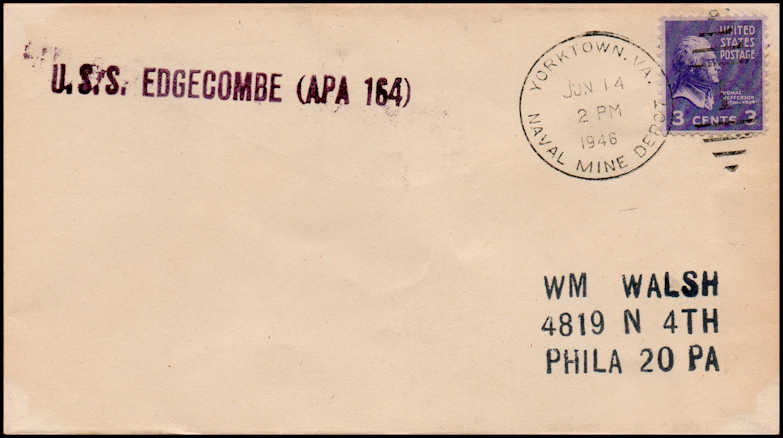 U.S.S. EDGECOMBE (APA 164)
YORKTOWN, VA.
JUN 14
2 PM
1946
NAVAL MINE DEPOT
UNITED
STATES
POSTAGE
THOMAS
JEFFERSON
3 CENTS 3
WM WALSH
4819 N 4TH
PHILA 20 PA